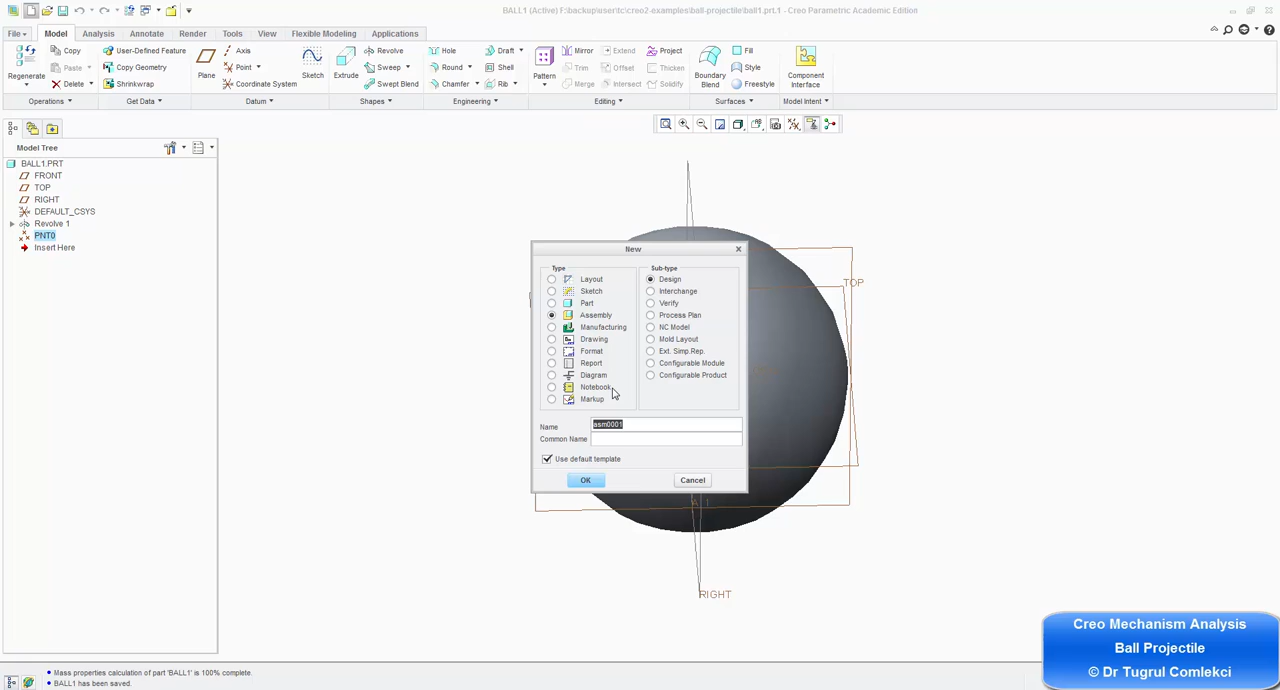 BALL1 (Active) F:\backup\user\tc\creo2-examples\ball-projectile\ball1.prt.1 - Creo Parametric Academic Edition
File Model Analysis Annotate Render Tools View Flexible Modeling Applications
Regenerate Copy Paste Delete
User-Defined Feature Copy Geometry Shrinkwrap
Plane Axis Point Coordinate System Sketch
Extrude Revolve Sweep Swept Blend
Hole Round Chamfer Draft Shell Rib
Pattern Mirror Trim Merge Extend Offset Intersect Project Thicken Solidify
Boundary Blend Fill Style Freestyle
Component Interface
Operations Get Data Datum Shapes Engineering Editing Surfaces Model Intent
Model Tree
BALL1.PRT
FRONT
TOP
RIGHT
DEFAULT_CSYS
Revolve 1
PNT0
Insert Here
New
Type
Layout
Sketch
Part
Assembly
Manufacturing
Drawing
Format
Report
Diagram
Notebook
Markup
Sub-type
Design
Interchange
Verify
Process Plan
NC Model
Mold Layout
Ext. Simp.Rep.
Configurable Module
Configurable Product
Name asm0001
Common Name
Use default template
OK Cancel
TOP
RIGHT
Mass properties calculation of part 'BALL1' is 100% complete.
BALL1 has been saved.
Creo Mechanism Analysis
Ball Projectile
© Dr Tugrul Comlekci